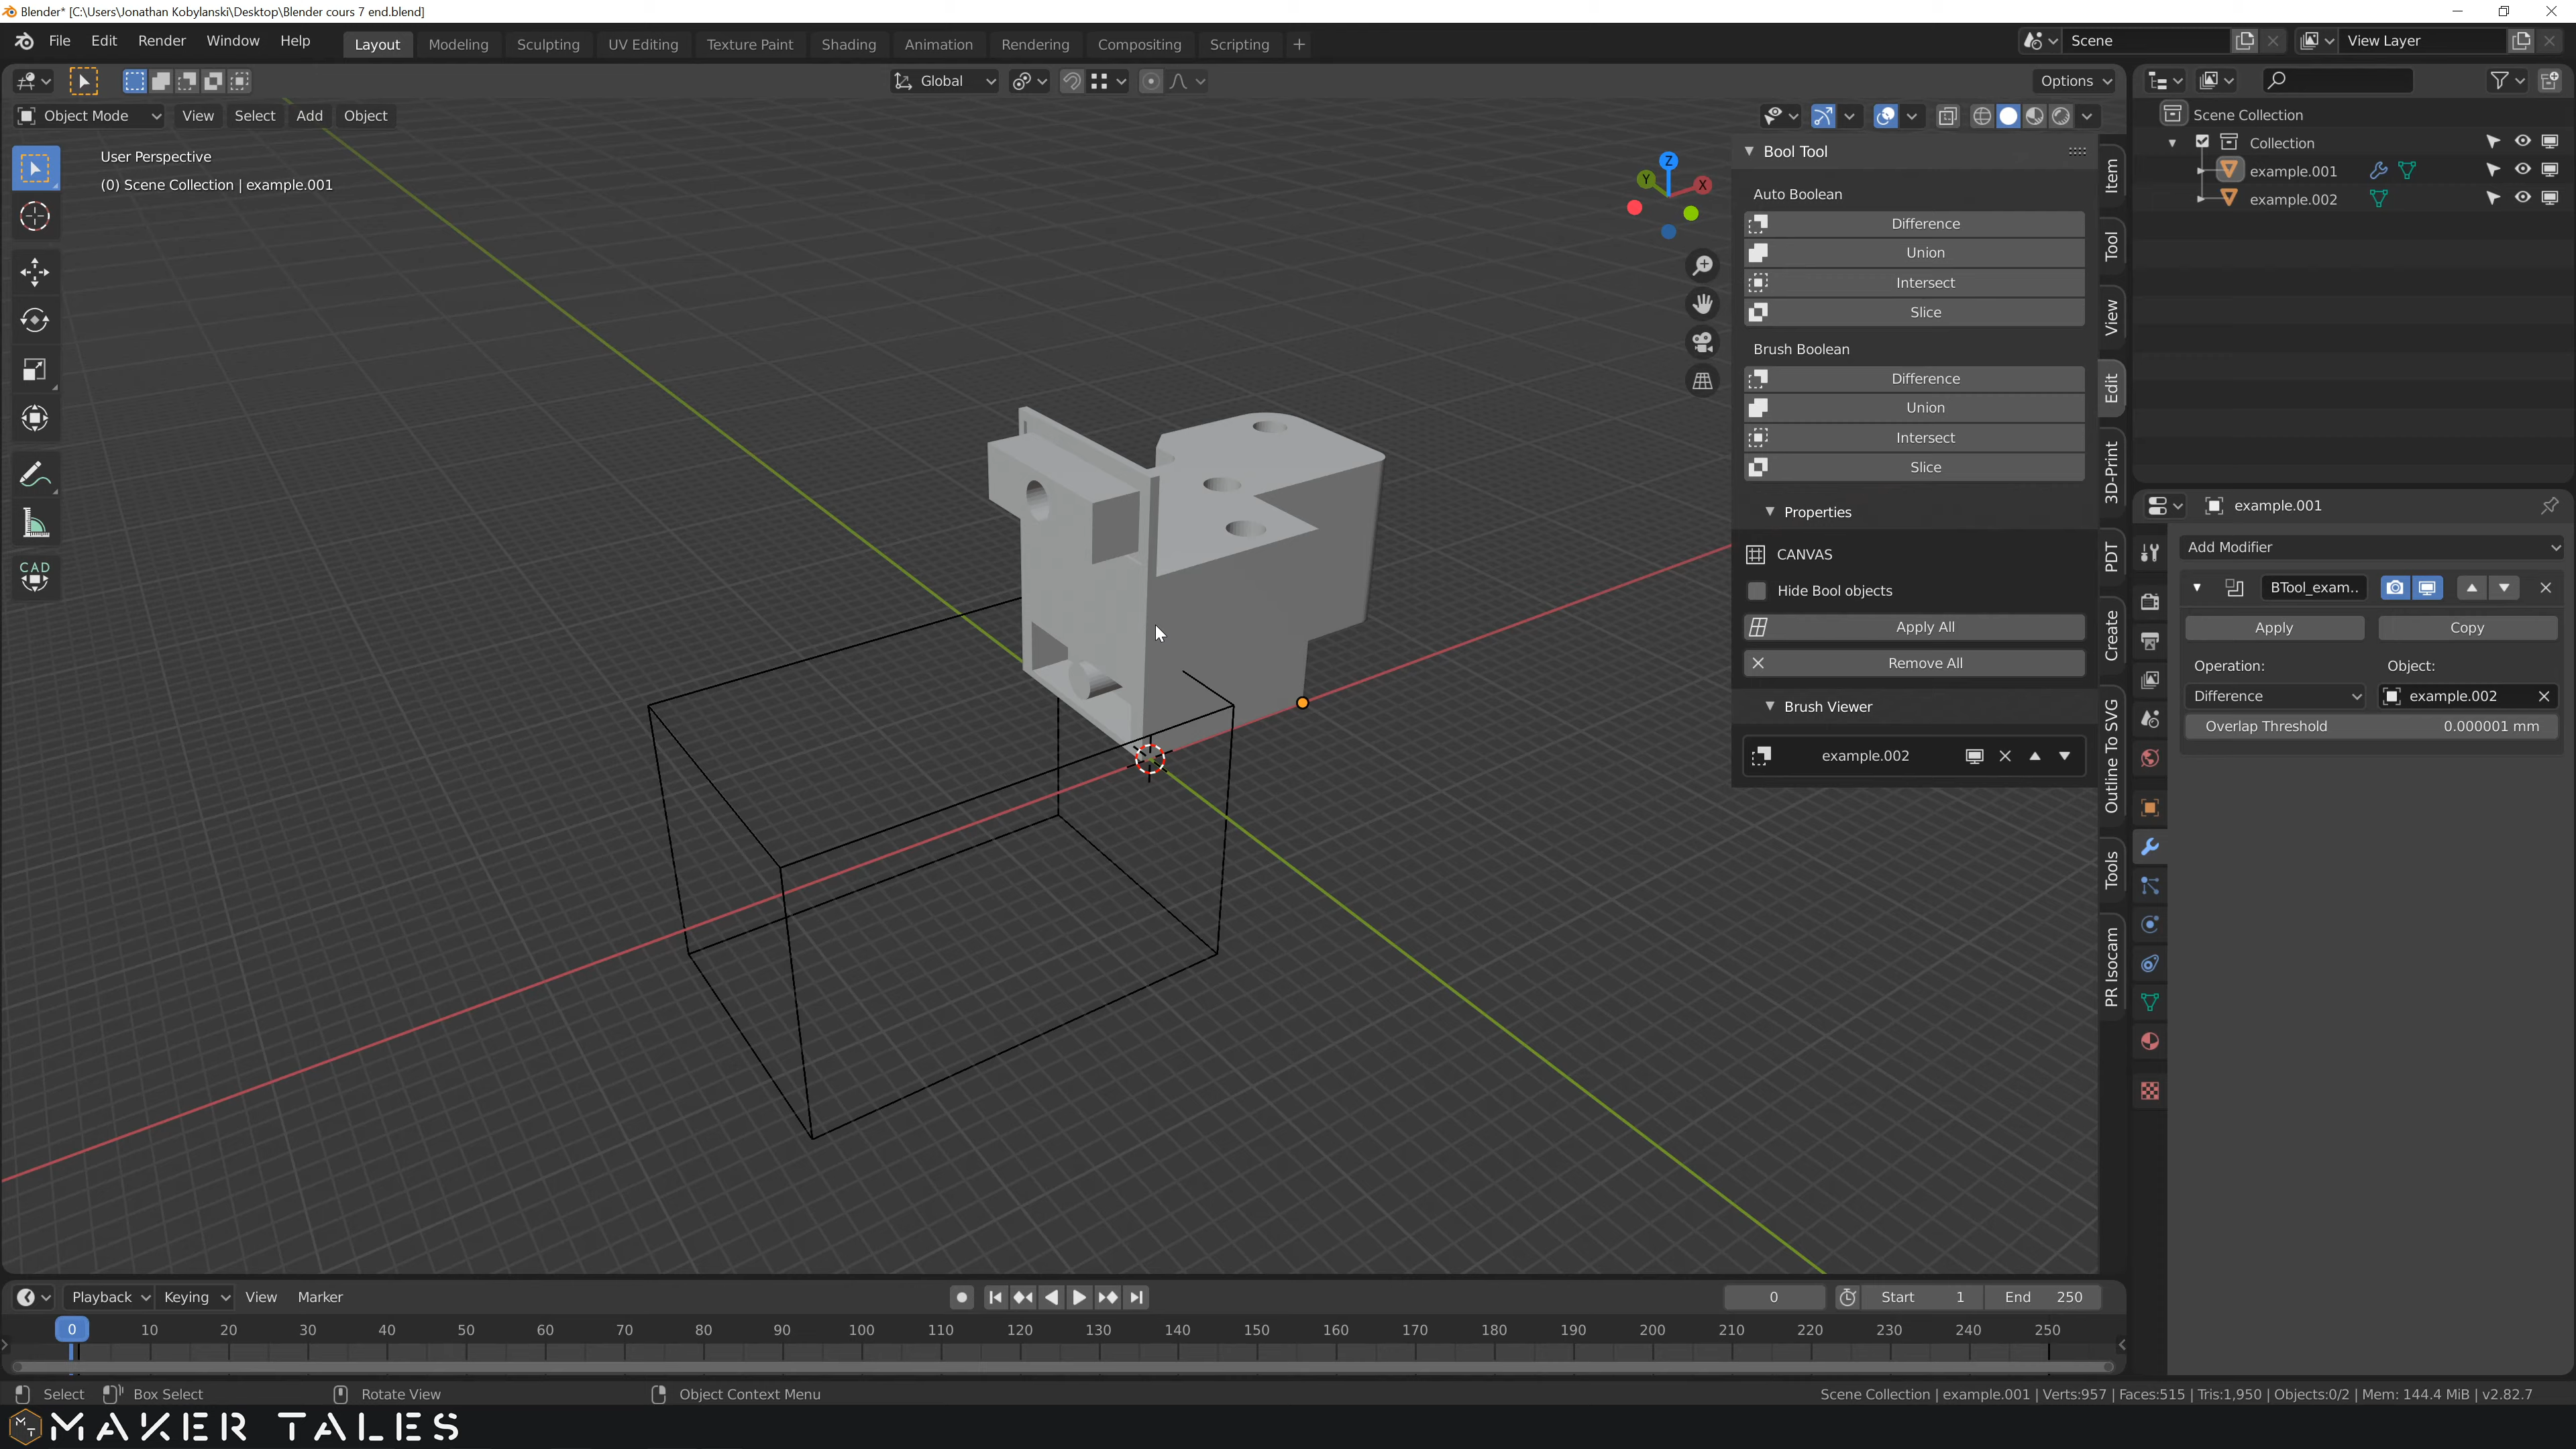 Blender* [C:\Users\Jonathan Kobylanski\Desktop\Blender cours 7 end.blend]
File Edit Render Window Help
Layout Modeling Sculpting UV Editing Texture Paint Shading Animation Rendering Compositing Scripting +
Scene
View Layer
Global
Options
Object Mode View Select Add Object
User Perspective
(0) Scene Collection | example.001
CAD
Z
Y
X
Bool Tool
Auto Boolean
Difference
Union
Intersect
Slice
Brush Boolean
Difference
Union
Intersect
Slice
Properties
CANVAS
Hide Bool objects
Apply All
Remove All
Brush Viewer
example.002
Item
Tool
View
Edit
3D-Print
PDT
Create
Outline To SVG
Tools
PR Isocam
Scene Collection
Collection
example.001
example.002
example.001
Add Modifier
BTool_exam..
Apply Copy
Operation: Object:
Difference example.002
Overlap Threshold 0.000001 mm
Playback Keying View Marker
0
Start 1 End 250
0 10 20 30 40 50 60 70 80 90 100 110 120 130 140 150 160 170 180 190 200 210 220 230 240 250
Select Box Select Rotate View Object Context Menu
Scene Collection | example.001 | Verts:957 | Faces:515 | Tris:1,950 | Objects:0/2 | Mem: 144.4 MiB | v2.82.7
MT MAKER TALES